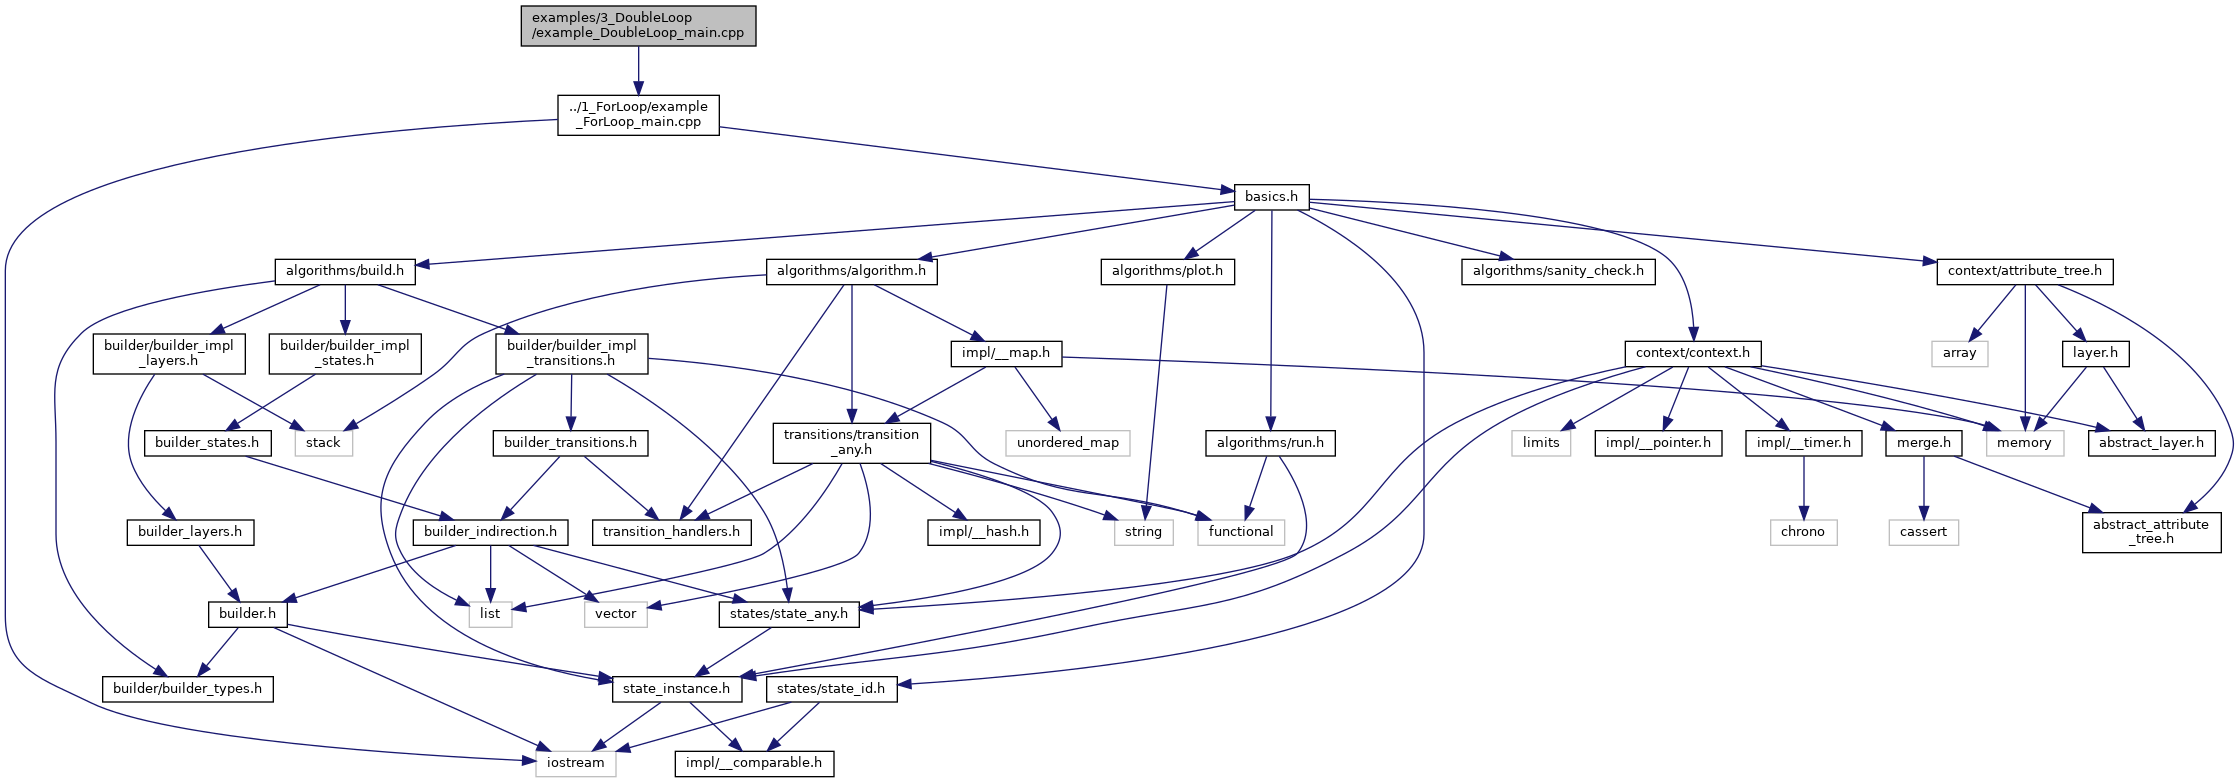 examples/3_DoubleLoop
/example_DoubleLoop_main.cpp
../1_ForLoop/example
_ForLoop_main.cpp
basics.h
algorithms/build.h
algorithms/algorithm.h
algorithms/plot.h
algorithms/sanity_check.h
context/attribute_tree.h
builder/builder_impl
_layers.h
builder/builder_impl
_states.h
builder/builder_impl
_transitions.h
impl/__map.h
context/context.h
array
layer.h
builder_states.h
stack
builder_transitions.h
transitions/transition
_any.h
unordered_map
algorithms/run.h
limits
impl/__pointer.h
impl/__timer.h
merge.h
memory
abstract_layer.h
builder_layers.h
builder_indirection.h
transition_handlers.h
impl/__hash.h
string
functional
chrono
cassert
abstract_attribute
_tree.h
builder.h
list
vector
states/state_any.h
builder/builder_types.h
state_instance.h
states/state_id.h
iostream
impl/__comparable.h